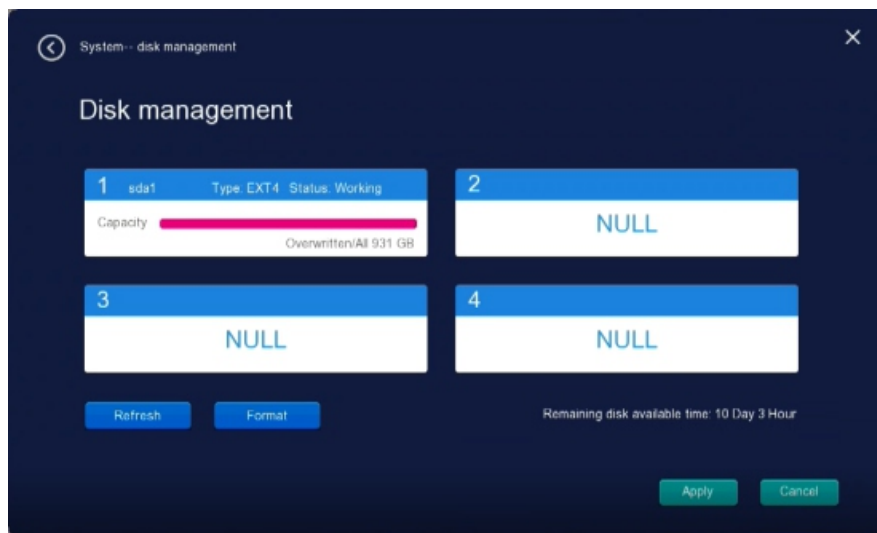 System-- disk management
Disk management
1 sda1 Type: EXT4 Status: Working
Capacity
Overwritten/All 931 GB
2
NULL
3
NULL
4
NULL
Refresh Format
Remaining disk available time: 10 Day 3 Hour
Apply Cancel